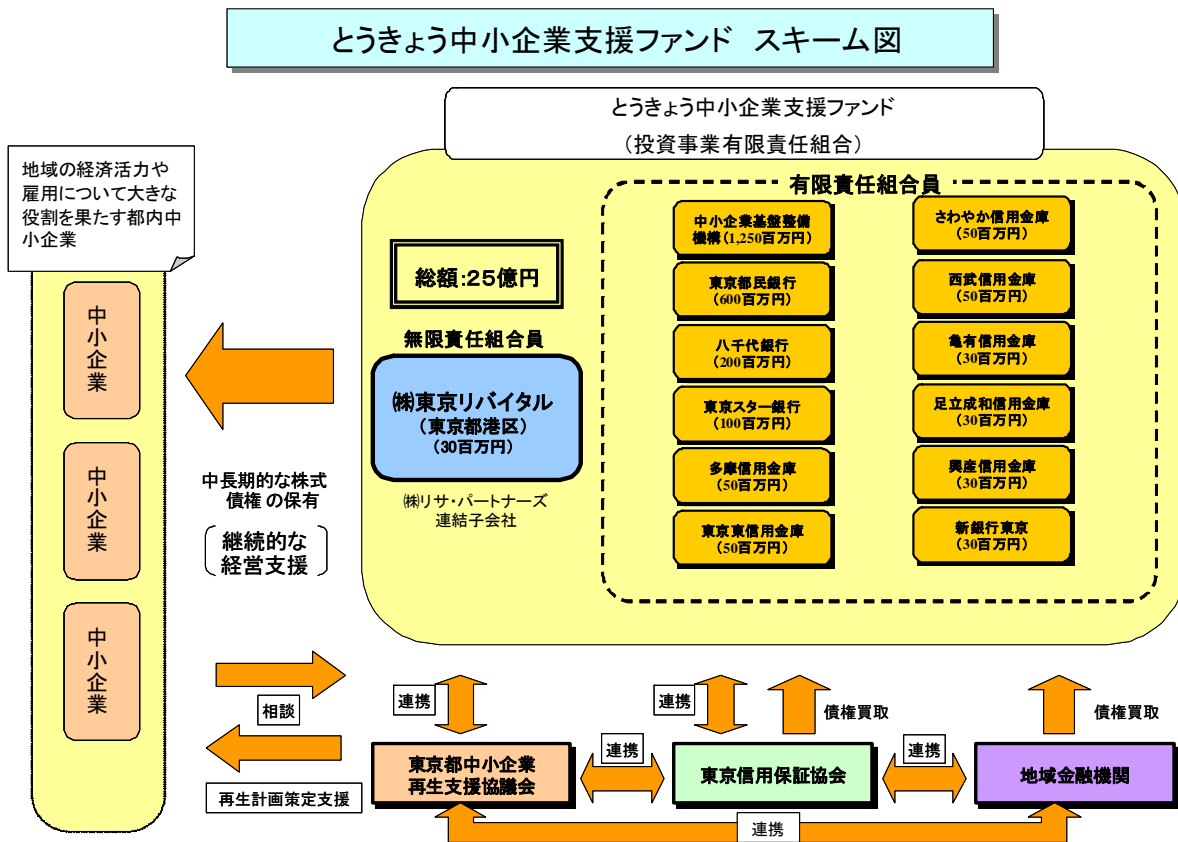 とうきょう中小企業支援ファンド スキーム図
とうきょう中小企業支援ファンド
(投資事業有限責任組合)
地域の経済活力や
雇用について大きな
役割を果たす都内中
小企業
中小企業
中小企業
中小企業
中長期的な株式
債権の保有
継続的な
経営支援
総額:25億円
無限責任組合員
㈱東京リバイタル
(東京都港区)
(30百万円)
㈱リサ・パートナーズ
連結子会社
有限責任組合員
中小企業基盤整備
機構(1,250百万円)
東京都民銀行
(600百万円)
八千代銀行
(200百万円)
東京スター銀行
(100百万円)
多摩信用金庫
(50百万円)
東京東信用金庫
(50百万円)
さわやか信用金庫
(50百万円)
西武信用金庫
(50百万円)
亀有信用金庫
(30百万円)
足立成和信用金庫
(30百万円)
興産信用金庫
(30百万円)
新銀行東京
(30百万円)
相談
再生計画策定支援
連携
連携
債権買取
債権買取
東京都中小企業
再生支援協議会
連携
東京信用保証協会
連携
地域金融機関
連携